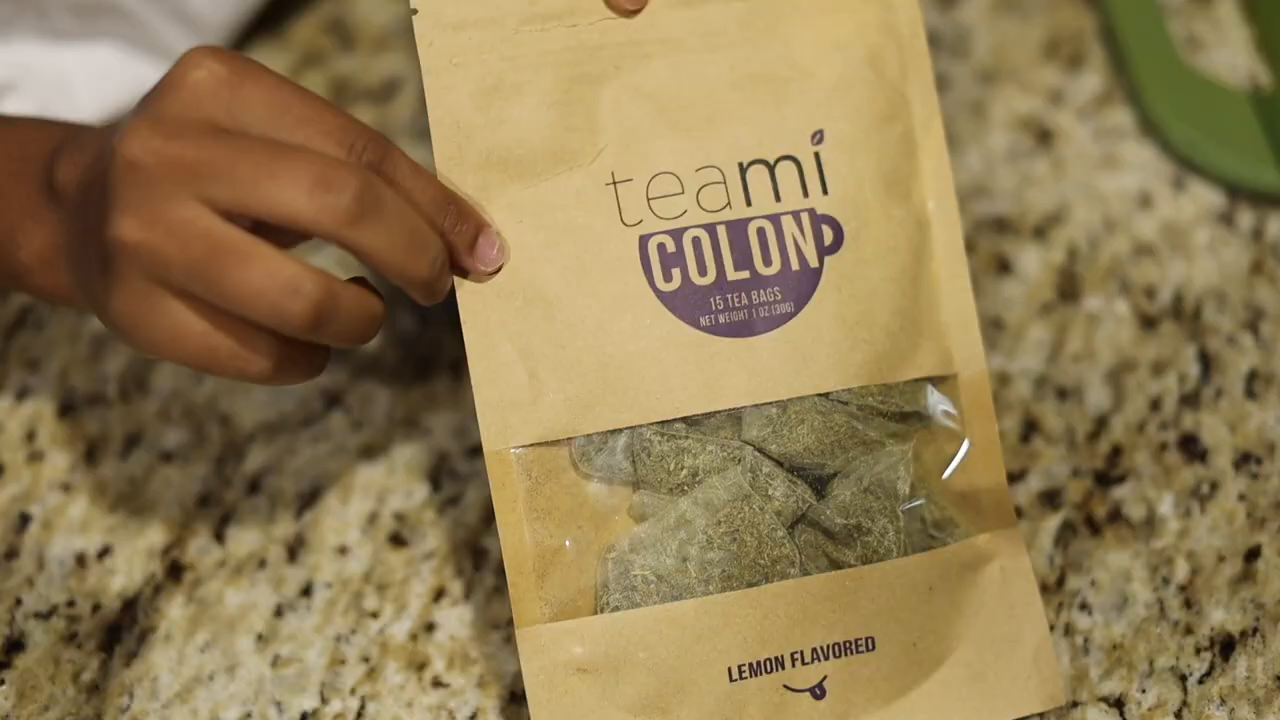 teami
COLON
15 TEA BAGS
NET WEIGHT 1 OZ (30G)
LEMON FLAVORED